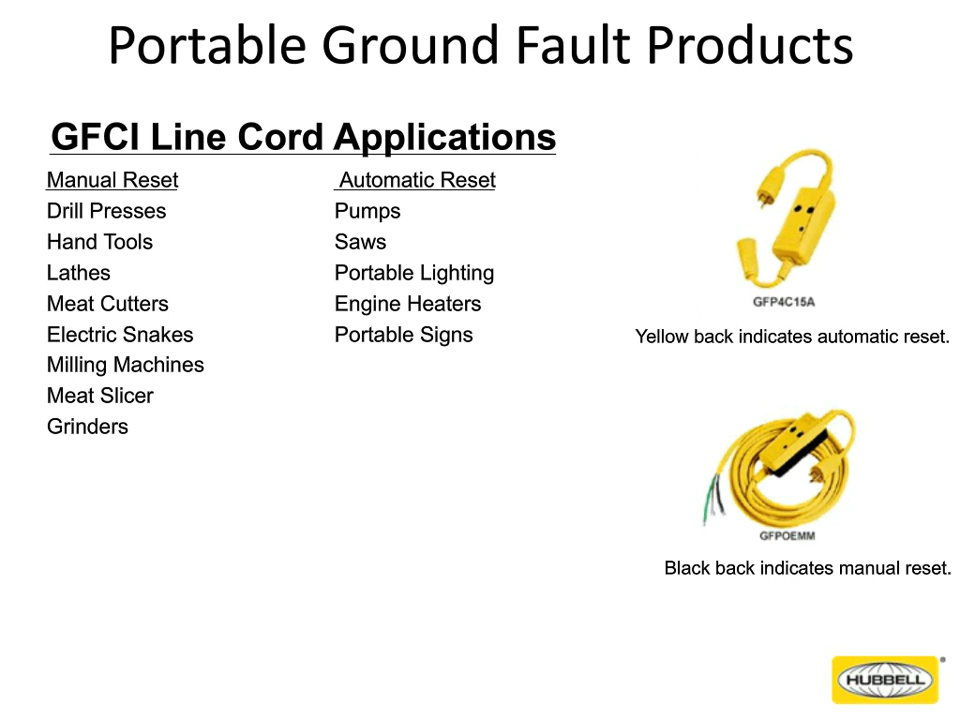 Portable Ground Fault Products
GFCI Line Cord Applications
Manual Reset
Drill Presses
Hand Tools
Lathes
Meat Cutters
Electric Snakes
Milling Machines
Meat Slicer
Grinders
Automatic Reset
Pumps
Saws
Portable Lighting
Engine Heaters
Portable Signs
GFP4C15A
Yellow back indicates automatic reset.
GFPOEMM
Black back indicates manual reset.
HUBBELL
®